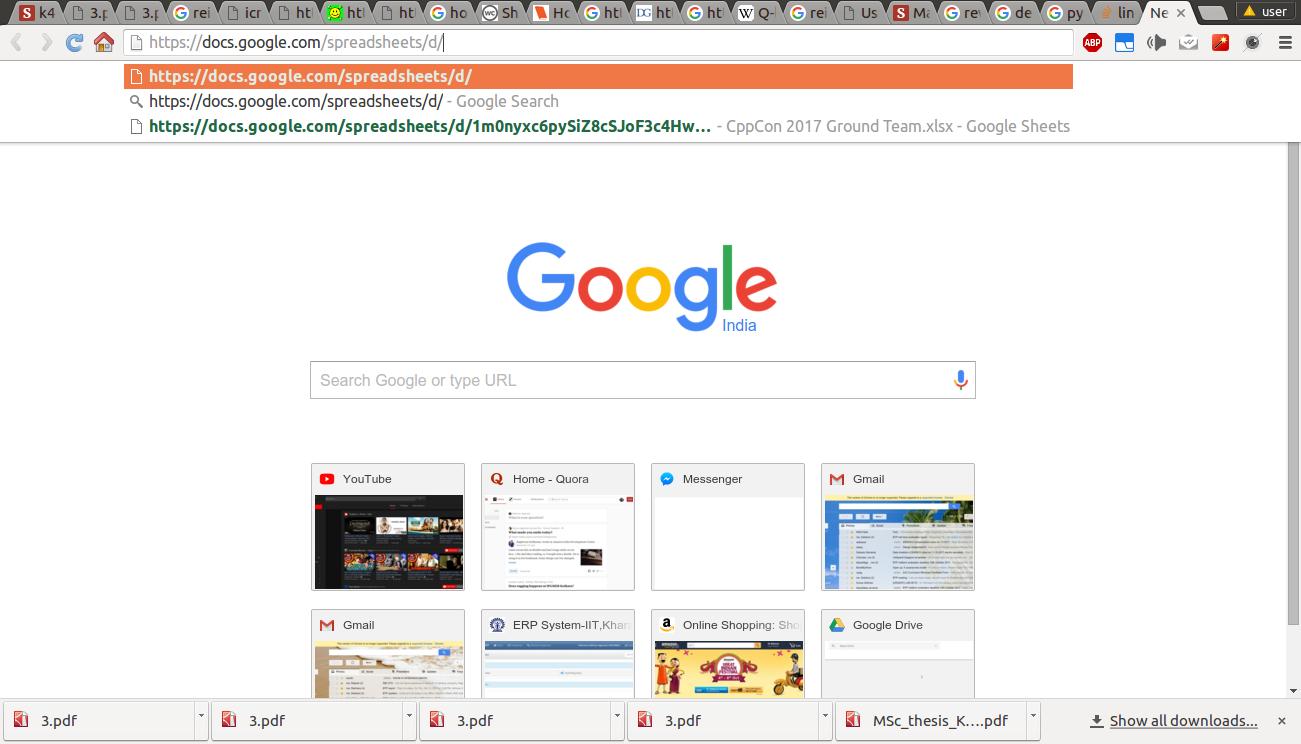 k4
3.p
3.p
rei
icr
ht
ht
ht
ho
Sh
Ho
ht
ht
ht
Q-
rei
Us
Ma
re
de
py
lin
Ne
user
https://docs.google.com/spreadsheets/d/
ABP
https://docs.google.com/spreadsheets/d/
https://docs.google.com/spreadsheets/d/ - Google Search
https://docs.google.com/spreadsheets/d/1m0nyxc6pySiZ8cSJoF3c4Hw... - CppCon 2017 Ground Team.xlsx - Google Sheets
Google
India
Search Google or type URL
YouTube
Home - Quora
Messenger
Gmail
Gmail
ERP System-IIT,Khar
Online Shopping: Sho
Google Drive
3.pdf
3.pdf
3.pdf
3.pdf
MSc_thesis_K....pdf
Show all downloads...